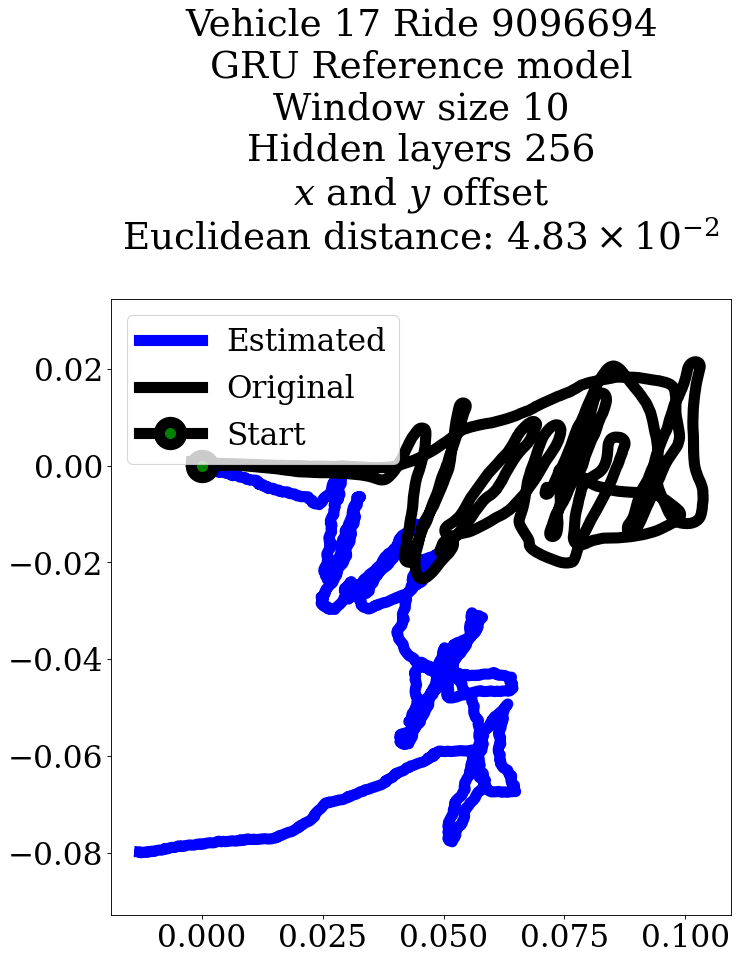 Vehicle 17 Ride 9096694
GRU Reference model
Window size 10
Hidden layers 256
x and y offset
Euclidean distance: 4.83 × 10⁻²
Estimated
Original
Start
0.02
0.00
−0.02
−0.04
−0.06
−0.08
0.000 0.025 0.050 0.075 0.100